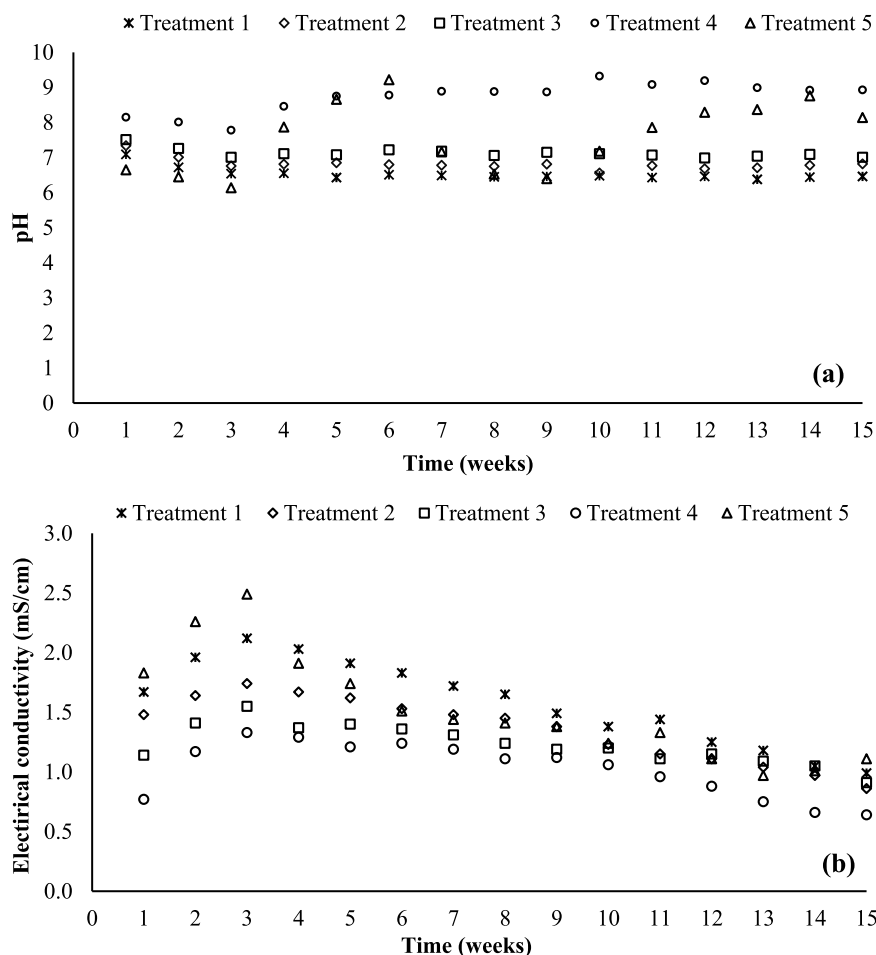 Treatment 1 Treatment 2 Treatment 3 Treatment 4 Treatment 5
10
9
8
7
6
5
4
3
2
1
0
pH
(a)
0 1 2 3 4 5 6 7 8 9 10 11 12 13 14 15
Time (weeks)
Treatment 1 Treatment 2 Treatment 3 Treatment 4 Treatment 5
3.0
2.5
2.0
1.5
1.0
0.5
0.0
Electirical conductivity (mS/cm)
(b)
0 1 2 3 4 5 6 7 8 9 10 11 12 13 14 15
Time (weeks)